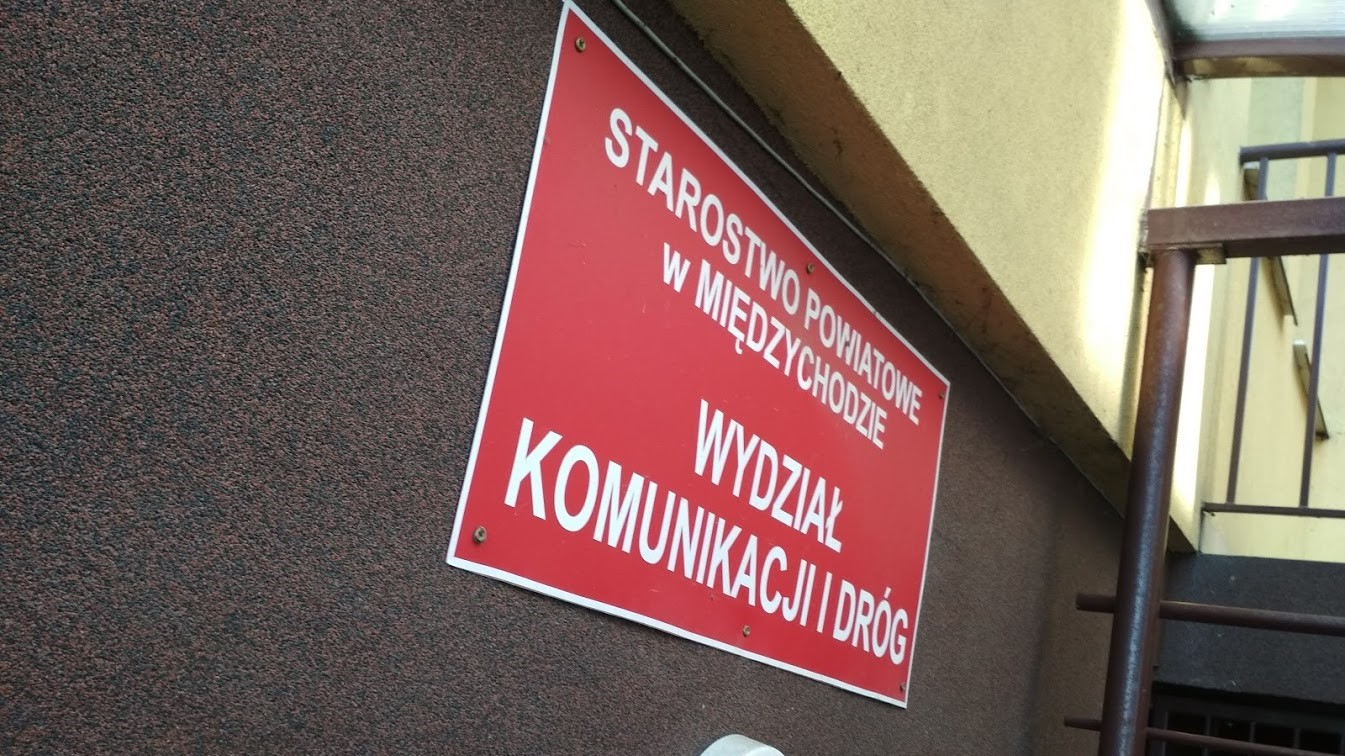 STAROSTWO POWIATOWE
w MIĘDZYCHODZIE
WYDZIAŁ
KOMUNIKACJI I DRÓG